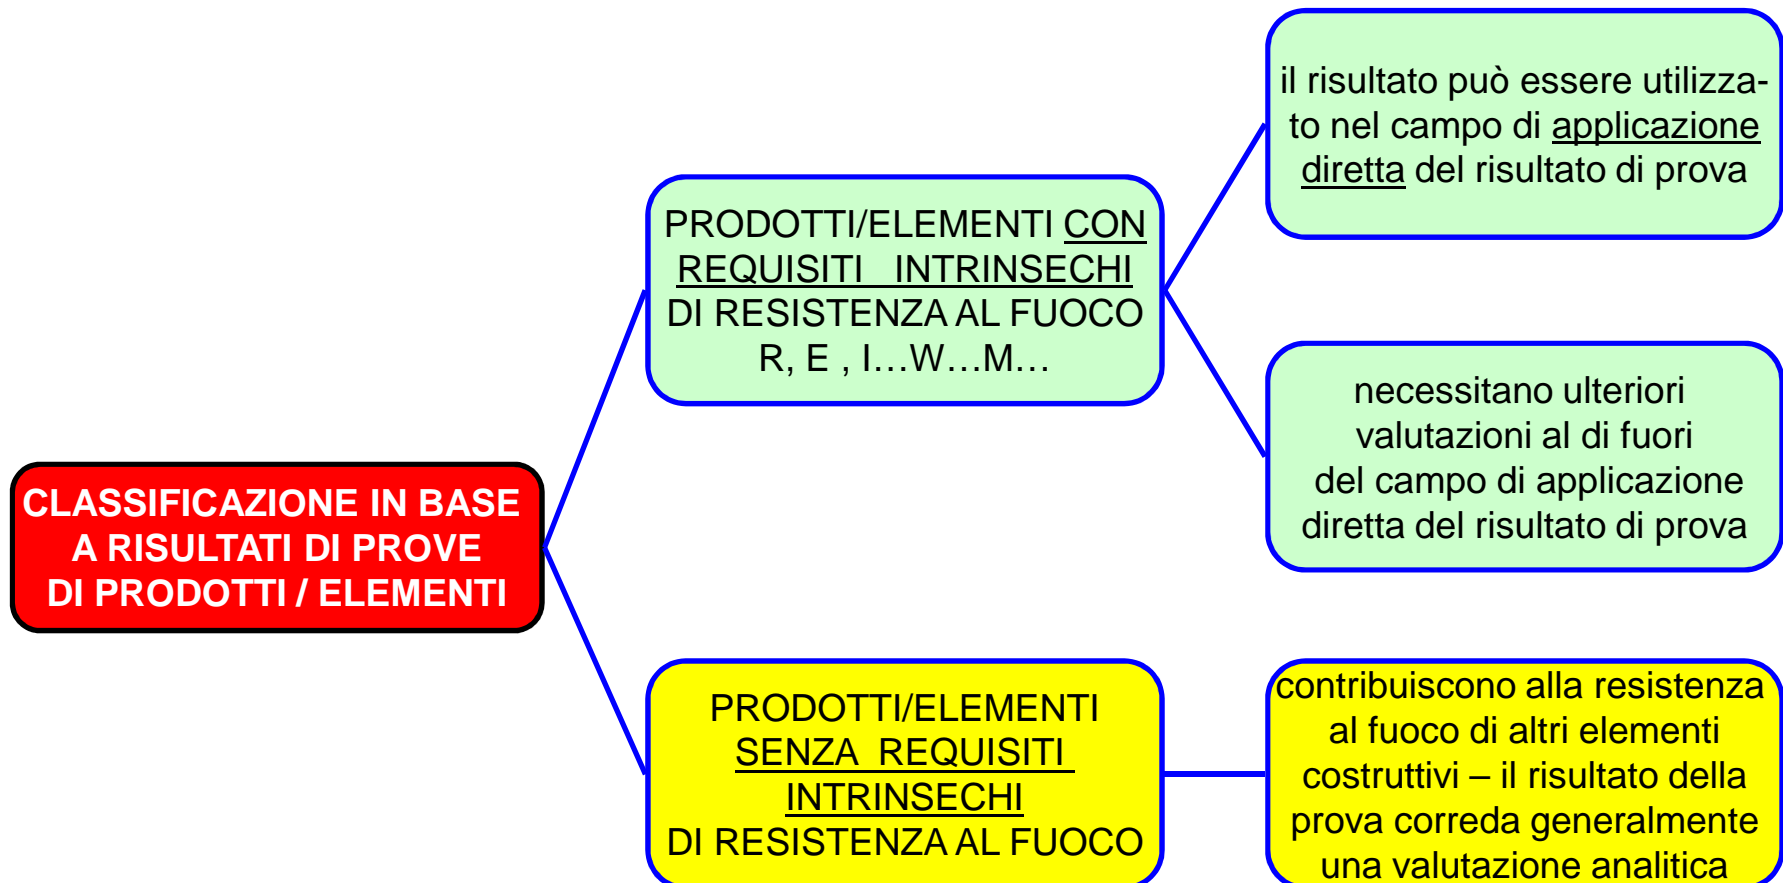 CLASSIFICAZIONE IN BASE
A RISULTATI DI PROVE
DI PRODOTTI / ELEMENTI
PRODOTTI/ELEMENTI CON
REQUISITI INTRINSECHI
DI RESISTENZA AL FUOCO
R, E , I…W…M…
il risultato può essere utilizza-
to nel campo di applicazione
diretta del risultato di prova
necessitano ulteriori
valutazioni al di fuori
del campo di applicazione
diretta del risultato di prova
PRODOTTI/ELEMENTI
SENZA REQUISITI
INTRINSECHI
DI RESISTENZA AL FUOCO
contribuiscono alla resistenza
al fuoco di altri elementi
costruttivi – il risultato della
prova correda generalmente
una valutazione analitica